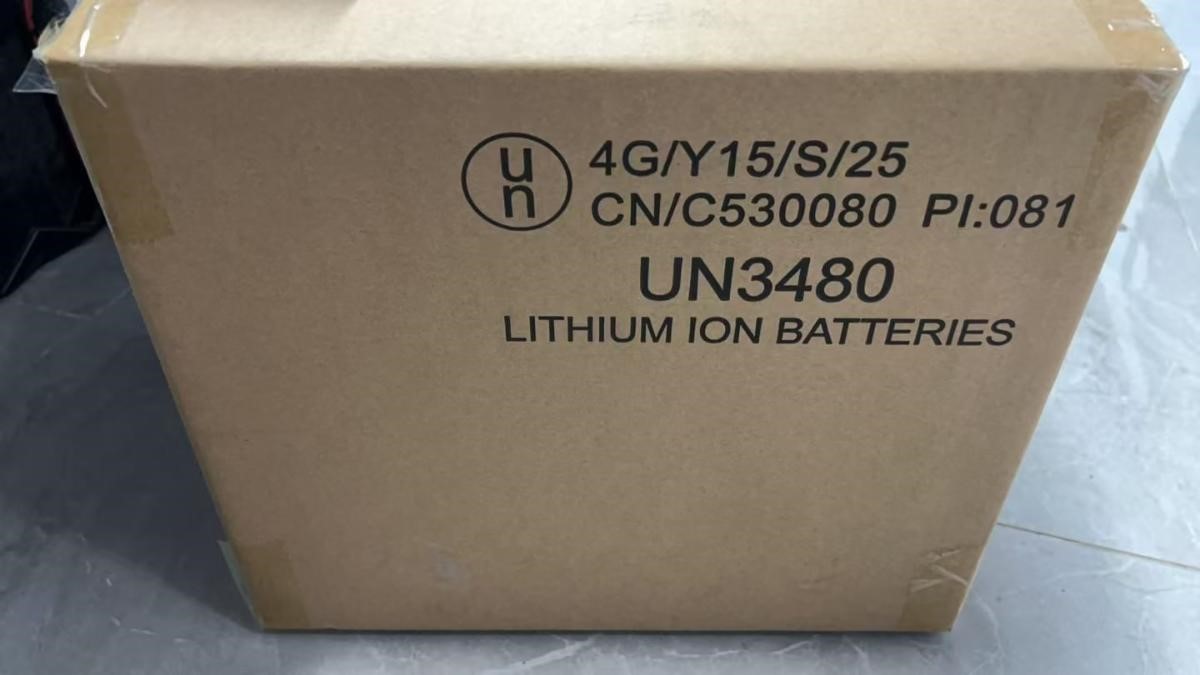 un
4G/Y15/S/25
CN/C530080 PI:081
UN3480
LITHIUM ION BATTERIES